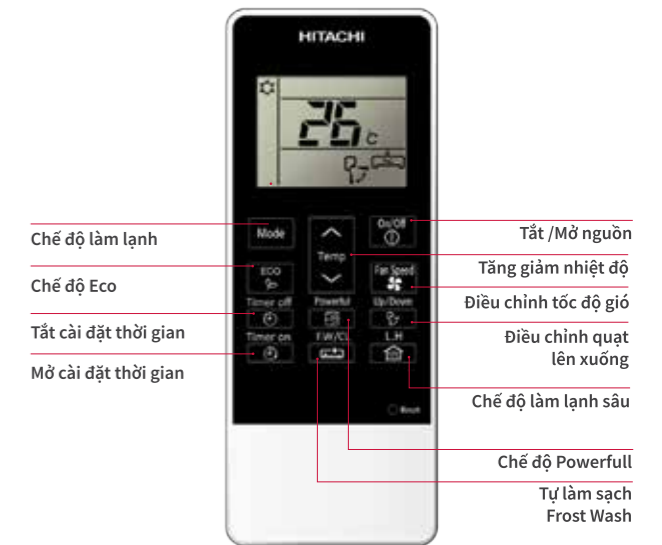 HITACHI
26 C
Mode
Temp
On/Off
ECO
Fan Speed
Timer off
Powerful
Up/Down
Timer on
F.W/CL
L.H
Reset
Chế độ làm lạnh
Chế độ Eco
Tắt cài đặt thời gian
Mở cài đặt thời gian
Tắt /Mở nguồn
Tăng giảm nhiệt độ
Điều chỉnh tốc độ gió
Điều chỉnh quạt
lên xuống
Chế độ làm lạnh sâu
Chế độ Powerfull
Tự làm sạch
Frost Wash